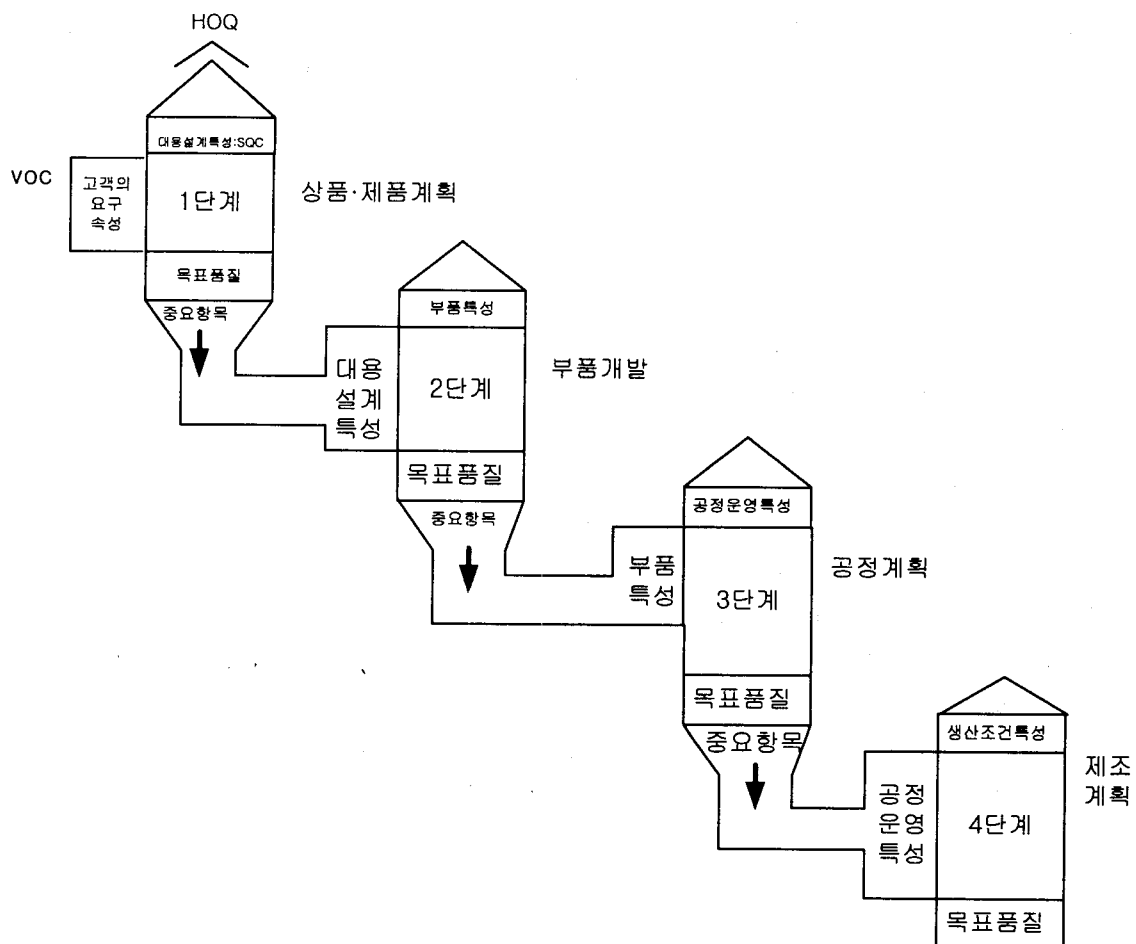 HOQ
대용설계특성:SQC
VOC
고객의
요구
속성
1단계
상품·제품계획
목표품질
중요항목
부품특성
대용
설계
특성
2단계
부품개발
목표품질
중요항목
공정운영특성
부품
특성
3단계
공정계획
목표품질
중요항목
생산조건특성
공정
운영
특성
4단계
제조
계획
목표품질